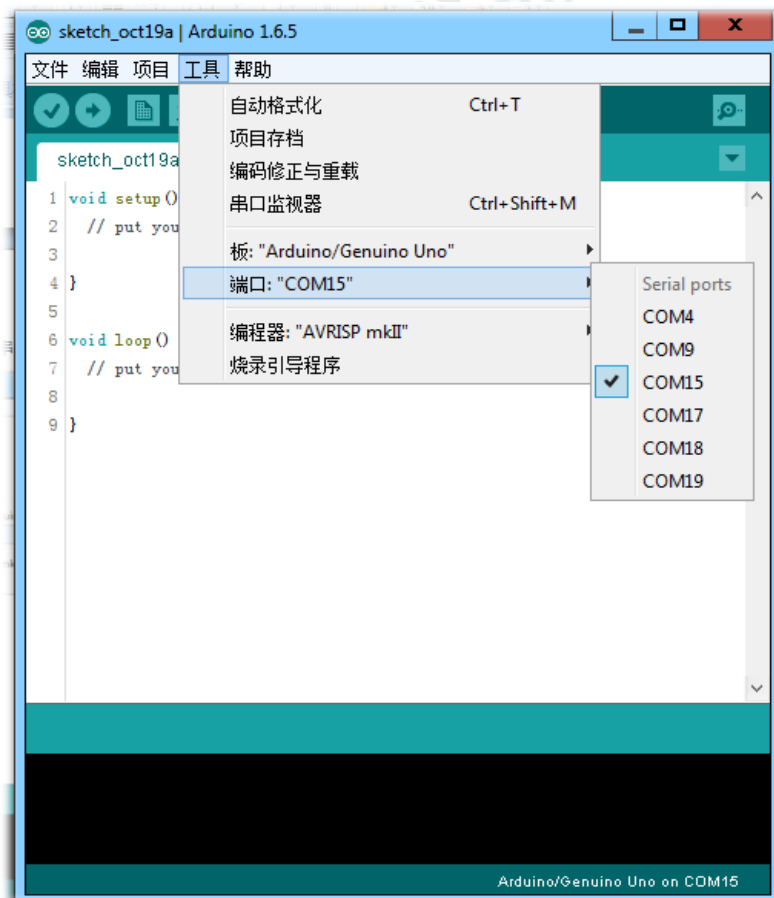 sketch_oct19a | Arduino 1.6.5
文件 编辑 项目 工具 帮助
自动格式化 Ctrl+T
项目存档
编码修正与重载
串口监视器 Ctrl+Shift+M
板: "Arduino/Genuino Uno"
端口: "COM15"
编程器: "AVRISP mkII"
烧录引导程序
Serial ports
COM4
COM9
COM15
COM17
COM18
COM19
sketch_oct19a
1 void setup()
2 // put you
3
4 }
5
6 void loop()
7 // put you
8
9 }
Arduino/Genuino Uno on COM15